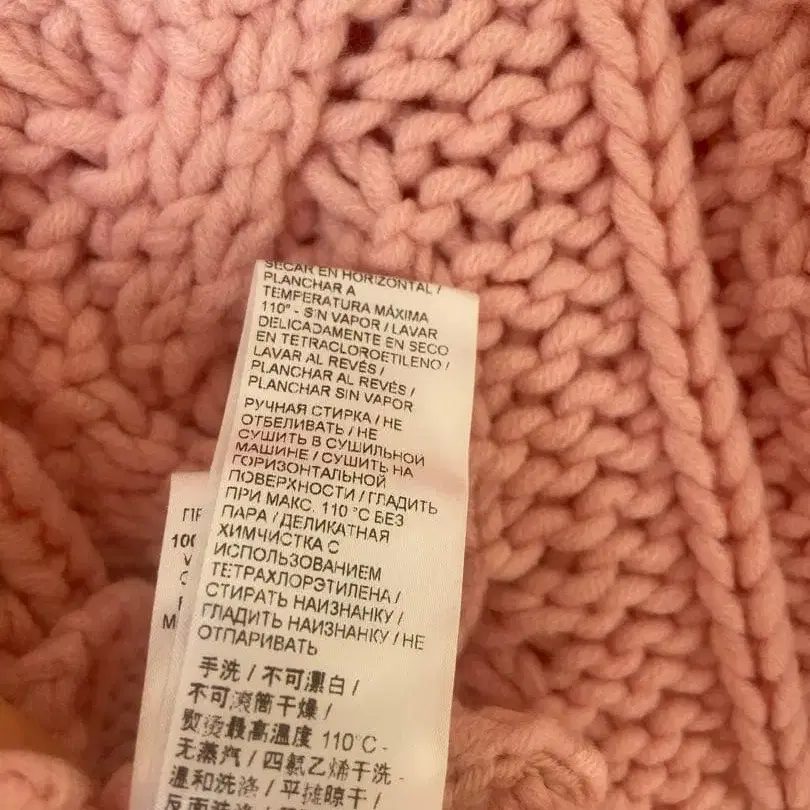 SECAR EN HORIZONTAL /
PLANCHAR A
TEMPERATURA MÁXIMA
110° - SIN VAPOR / LAVAR
DELICADAMENTE EN SECO
EN TETRACLOROETILENO /
LAVAR AL REVÉS /
PLANCHAR AL REVÉS /
PLANCHAR SIN VAPOR
РУЧНАЯ СТИРКА / НЕ
ОТБЕЛИВАТЬ / НЕ
СУШИТЬ В СУШИЛЬНОЙ
МАШИНЕ / СУШИТЬ НА
ГОРИЗОНТАЛЬНОЙ
ПОВЕРХНОСТИ / ГЛАДИТЬ
ПРИ МАКС. 110 °C БЕЗ
ПАРА / ДЕЛИКАТНАЯ
ХИМЧИСТКА С
ИСПОЛЬЗОВАНИЕМ
ТЕТРАХЛОРЭТИЛЕНА /
СТИРАТЬ НАИЗНАНКУ /
ГЛАДИТЬ НАИЗНАНКУ / НЕ
ОТПАРИВАТЬ
手洗 / 不可漂白 /
不可滚筒干燥 /
熨烫最高温度 110°C -
无蒸汽 / 四氯乙烯干洗 -
温和洗涤 / 平摊晾干 /
反面洗涤 /